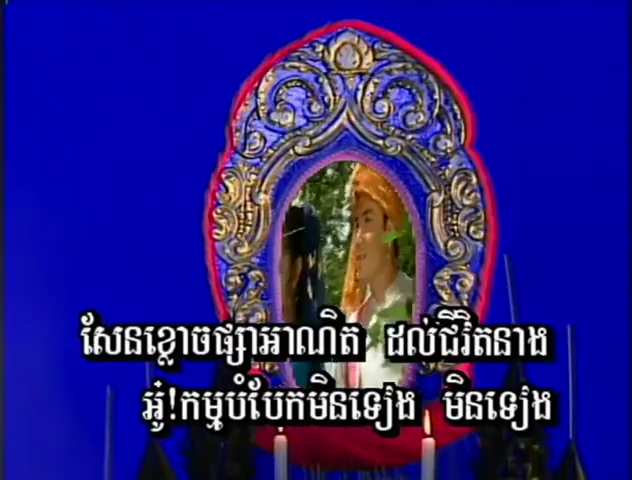 សែនខ្លោចផ្សាអាណិត ដល់ជីវិតនាង
អូ៎!កម្មបំបែកមិនទៀង មិនទៀង